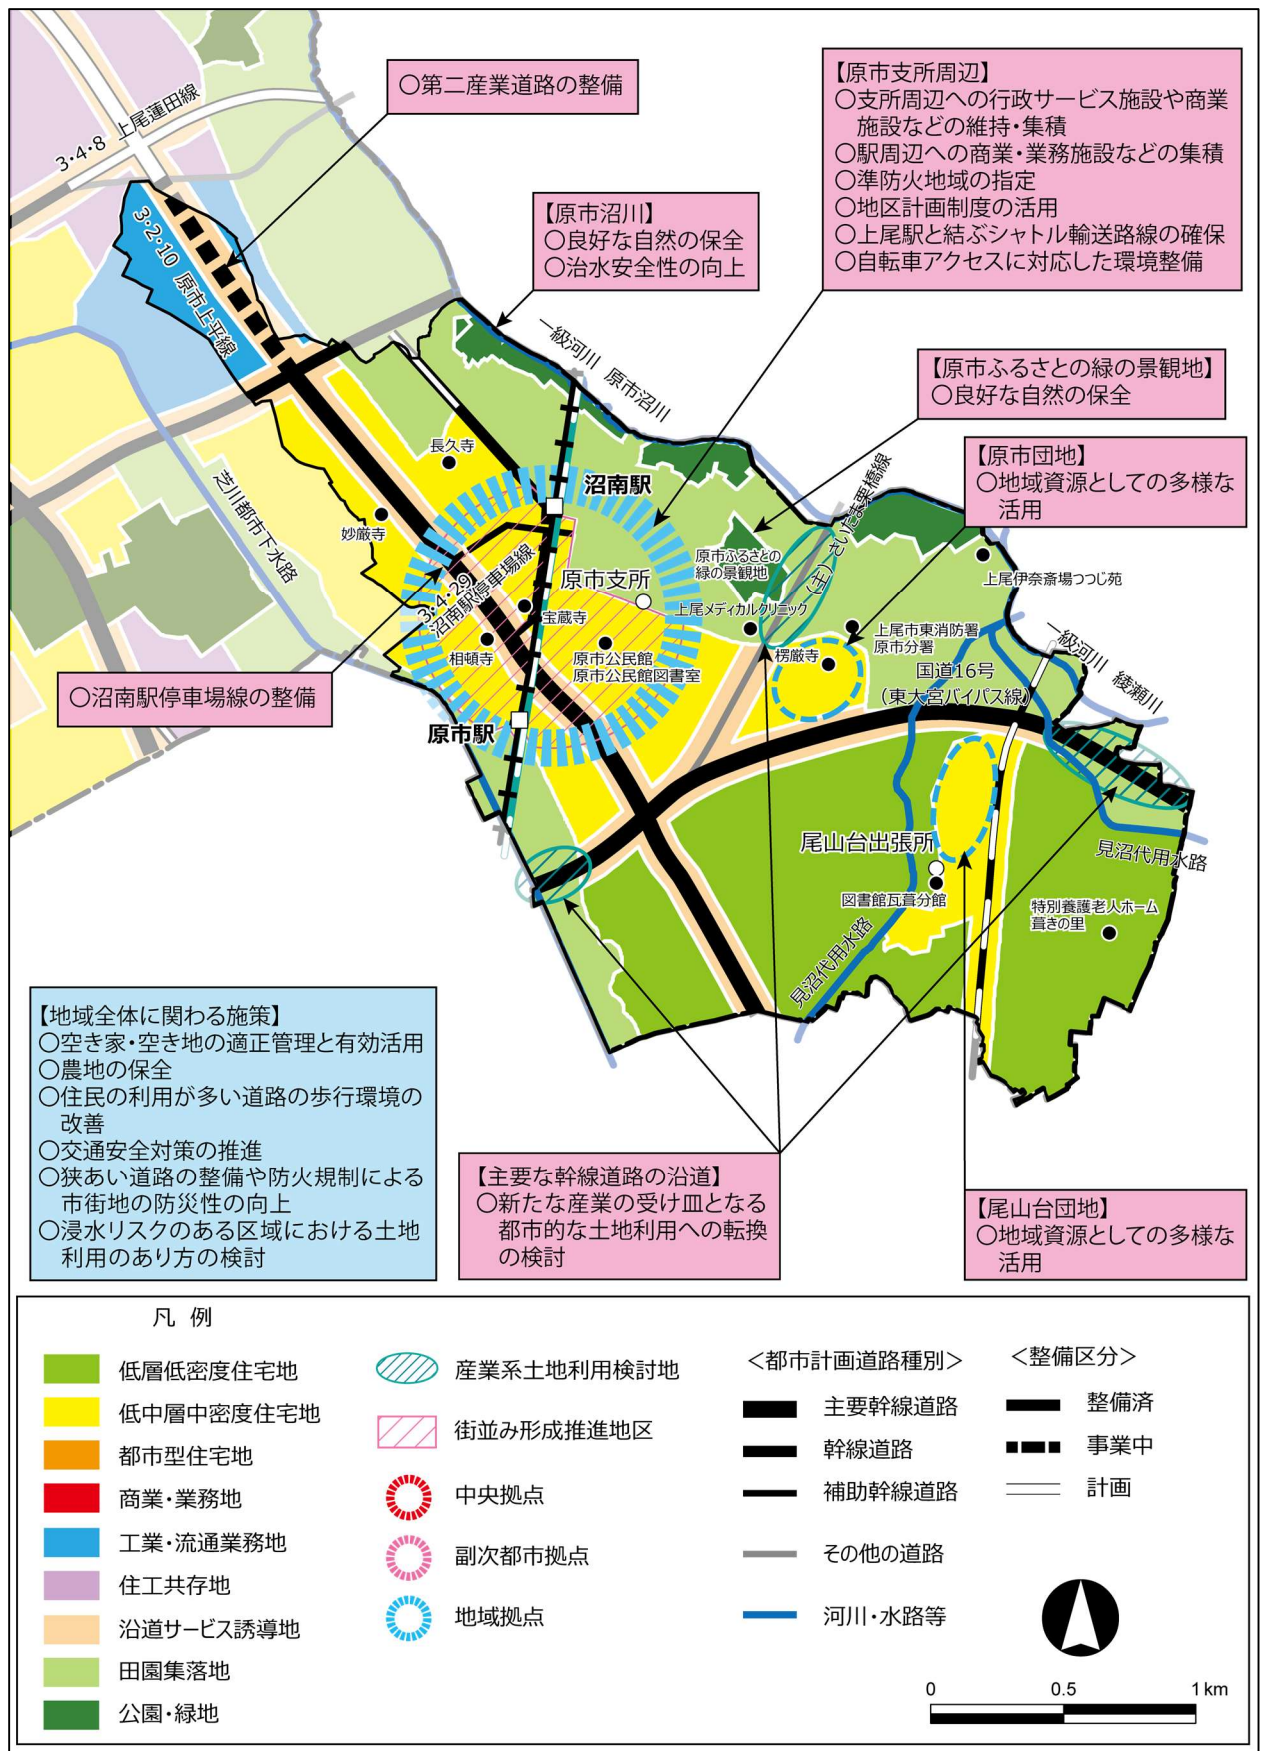 〇第二産業道路の整備
【原市支所周辺】
〇支所周辺への行政サービス施設や商業
施設などの維持・集積
〇駅周辺への商業・業務施設などの集積
〇準防火地域の指定
〇地区計画制度の活用
〇上尾駅と結ぶシャトル輸送路線の確保
〇自転車アクセスに対応した環境整備
3・4・8 上尾蓮田線
【原市沼川】
〇良好な自然の保全
〇治水安全性の向上
3・2・10 原市上平線
一級河川 原市沼川
【原市ふるさとの緑の景観地】
〇良好な自然の保全
【原市団地】
〇地域資源としての多様な
活用
長久寺
沼南駅
芝川都市下水路
妙厳寺
(主)さいたま栗橋線
原市ふるさとの
緑の景観地
上尾伊奈斎場つつじ苑
原市支所
3・4・29
沼南駅停車場線
宝蔵寺
上尾メディカルクリニック
上尾市東消防署
原市分署
相頓寺
原市公民館
原市公民館図書室
楞厳寺
国道16号
(東大宮バイパス線)
一級河川 綾瀬川
〇沼南駅停車場線の整備
原市駅
尾山台出張所
見沼代用水路
図書館瓦葺分館
特別養護老人ホーム
葺きの里
見沼代用水路
【地域全体に関わる施策】
〇空き家・空き地の適正管理と有効活用
〇農地の保全
〇住民の利用が多い道路の歩行環境の
改善
〇交通安全対策の推進
〇狭あい道路の整備や防火規制による
市街地の防災性の向上
〇浸水リスクのある区域における土地
利用のあり方の検討
【主要な幹線道路の沿道】
〇新たな産業の受け皿となる
都市的な土地利用への転換
の検討
【尾山台団地】
〇地域資源としての多様な
活用
凡 例
低層低密度住宅地
低中層中密度住宅地
都市型住宅地
商業・業務地
工業・流通業務地
住工共存地
沿道サービス誘導地
田園集落地
公園・緑地
産業系土地利用検討地
街並み形成推進地区
中央拠点
副次都市拠点
地域拠点
＜都市計画道路種別＞
主要幹線道路
幹線道路
補助幹線道路
その他の道路
河川・水路等
＜整備区分＞
整備済
事業中
計画
0 0.5 1 km